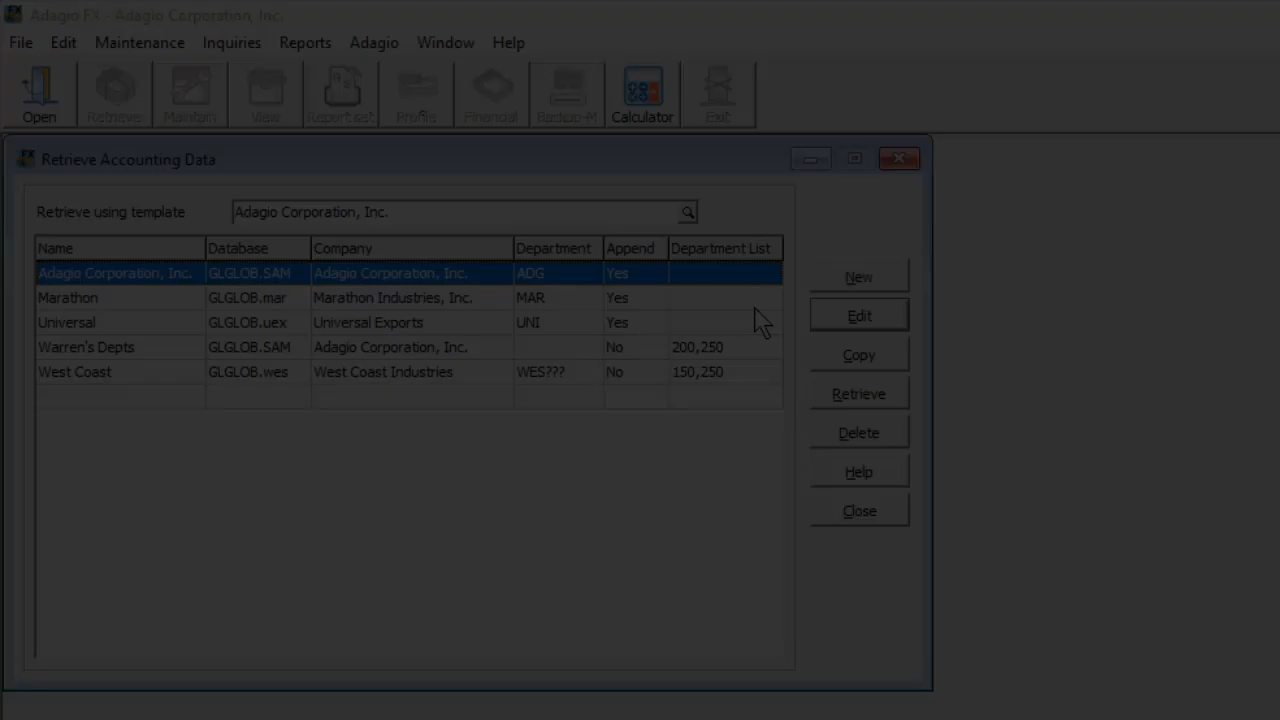 Adagio FX - Adagio Corporation, Inc.
File Edit Maintenance Inquiries Reports Adagio Window Help
Open Retrieve Maintain View Report set Profile Financial Backup-M Calculator Exit
Retrieve Accounting Data
Retrieve using template Adagio Corporation, Inc.
Name Database Company Department Append Department List
Adagio Corporation, Inc. GLGLOB.SAM Adagio Corporation, Inc. ADG Yes
Marathon GLGLOB.mar Marathon Industries, Inc. MAR Yes
Universal GLGLOB.uex Universal Exports UNI Yes
Warren's Depts GLGLOB.SAM Adagio Corporation, Inc. No 200,250
West Coast GLGLOB.wes West Coast Industries WES??? No 150,250
New
Edit
Copy
Retrieve
Delete
Help
Close